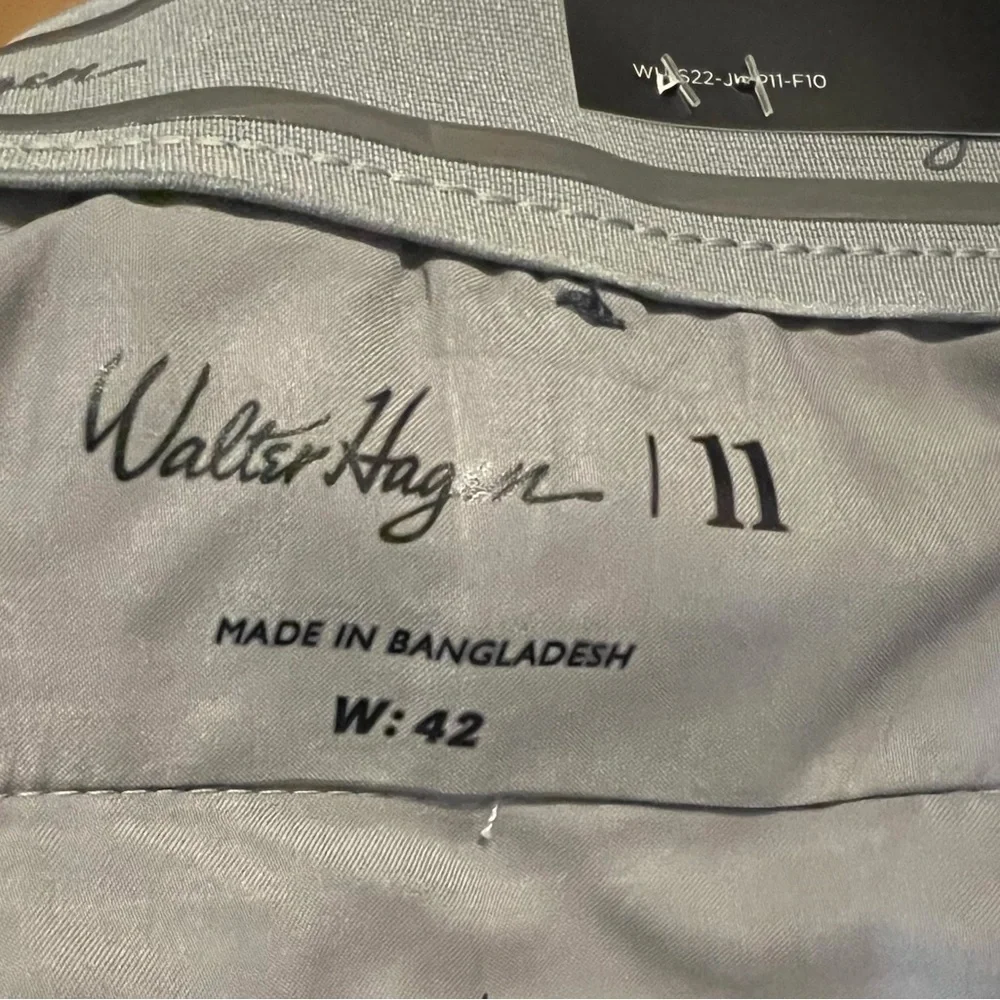 Walter Hagen | 11
MADE IN BANGLADESH
W: 42